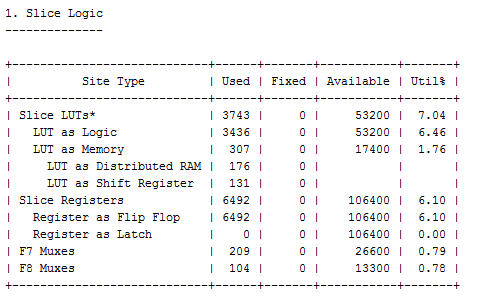 1. Slice Logic
--------------

+----------------------------+------+-------+-----------+-------+
|          Site Type         | Used | Fixed | Available | Util% |
+----------------------------+------+-------+-----------+-------+
| Slice LUTs*                | 3743 |     0 |     53200 |  7.04 |
|   LUT as Logic             | 3436 |     0 |     53200 |  6.46 |
|   LUT as Memory            |  307 |     0 |     17400 |  1.76 |
|     LUT as Distributed RAM |  176 |     0 |           |       |
|     LUT as Shift Register  |  131 |     0 |           |       |
| Slice Registers            | 6492 |     0 |    106400 |  6.10 |
|   Register as Flip Flop    | 6492 |     0 |    106400 |  6.10 |
|   Register as Latch        |    0 |     0 |    106400 |  0.00 |
| F7 Muxes                   |  209 |     0 |     26600 |  0.79 |
| F8 Muxes                   |  104 |     0 |     13300 |  0.78 |
+----------------------------+------+-------+-----------+-------+